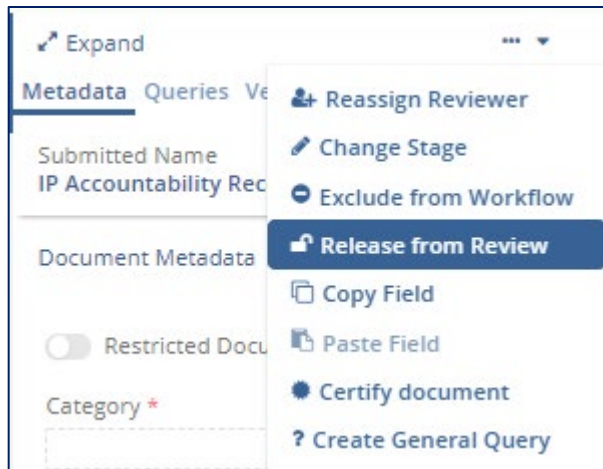 Expand
Metadata Queries Ve
Reassign Reviewer
Change Stage
Submitted Name
IP Accountability Rec
Exclude from Workflow
Release from Review
Document Metadata
Copy Field
Restricted Docu
Paste Field
Category *
Certify document
? Create General Query